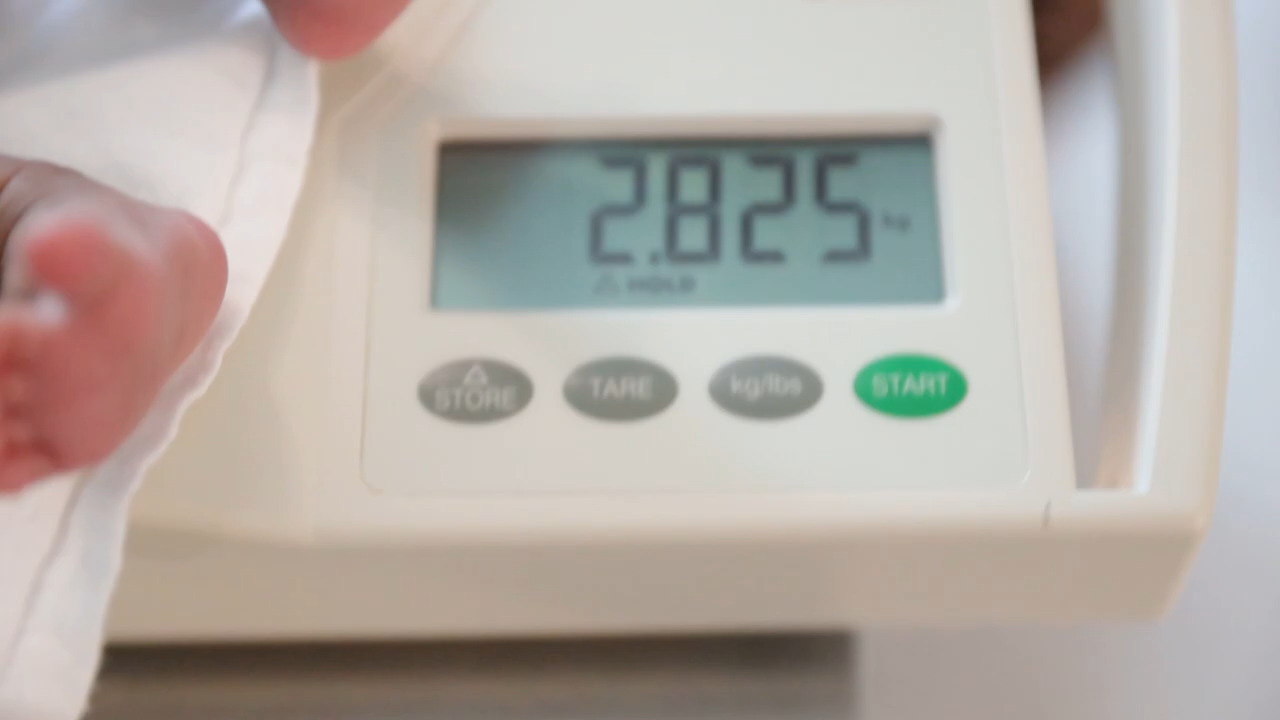 2.825 kg
△ HOLD
△
STORE TARE kg/lbs START